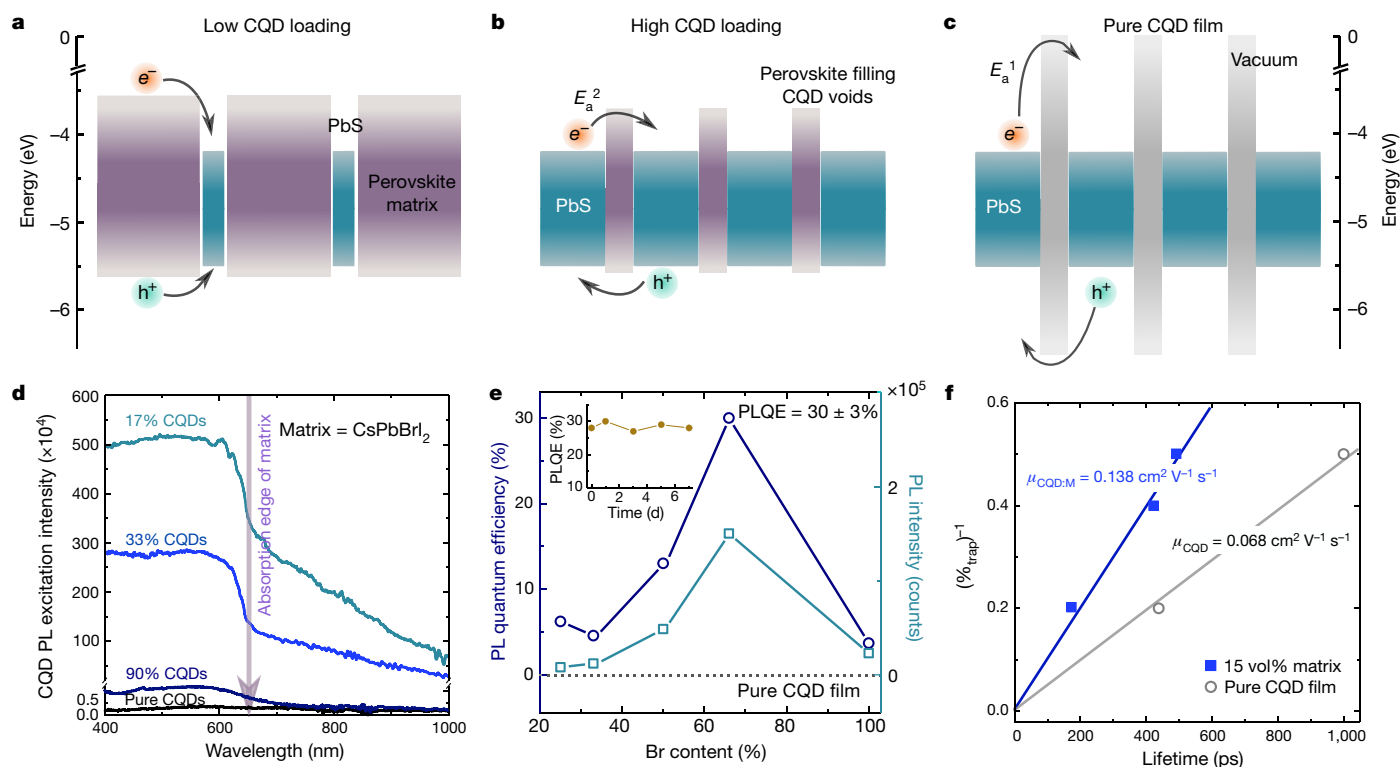 a
Low CQD loading
0
−4
−5
−6
Energy (eV)
e−
h+
PbS
Perovskite
matrix
b
High CQD loading
Perovskite filling
CQD voids
Ea2
e−
PbS
h+
c
Pure CQD film
Ea1
Vacuum
e−
PbS
h+
0
−4
−5
−6
Energy (eV)
d
CQD PL excitation intensity (×10⁴)
600
500
400
300
200
100
0.5
0.0
17% CQDs
Matrix = CsPbBrI₂
33% CQDs
Absorption edge of matrix
90% CQDs
Pure CQDs
400 500 600 700 800 900 1000
Wavelength (nm)
e
PL quantum efficiency (%)
30
20
10
0
PLQE = 30 ± 3%
PLQE (%)
30
20
10
0 2 4 6
Time (d)
×10⁵
2
0
PL intensity
(counts)
Pure CQD film
20 40 60 80 100
Br content (%)
f
(%trap)⁻¹
0.6
0.4
0.2
0.0
μCQD:M = 0.138 cm² V⁻¹ s⁻¹
μCQD = 0.068 cm² V⁻¹ s⁻¹
15 vol% matrix
Pure CQD film
0 200 400 600 800 1,000
Lifetime (ps)